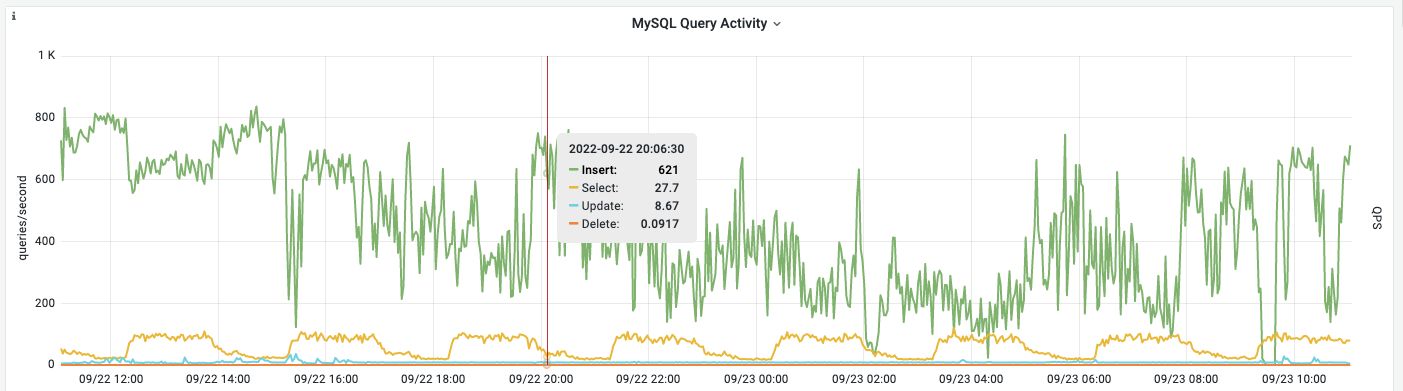 i
MySQL Query Activity
1 K
800
600
400
200
0
queries/second
QPS
2022-09-22 20:06:30
Insert: 621
Select: 27.7
Update: 8.67
Delete: 0.0917
09/22 12:00 09/22 14:00 09/22 16:00 09/22 18:00 09/22 20:00 09/22 22:00 09/23 00:00 09/23 02:00 09/23 04:00 09/23 06:00 09/23 08:00 09/23 10:00